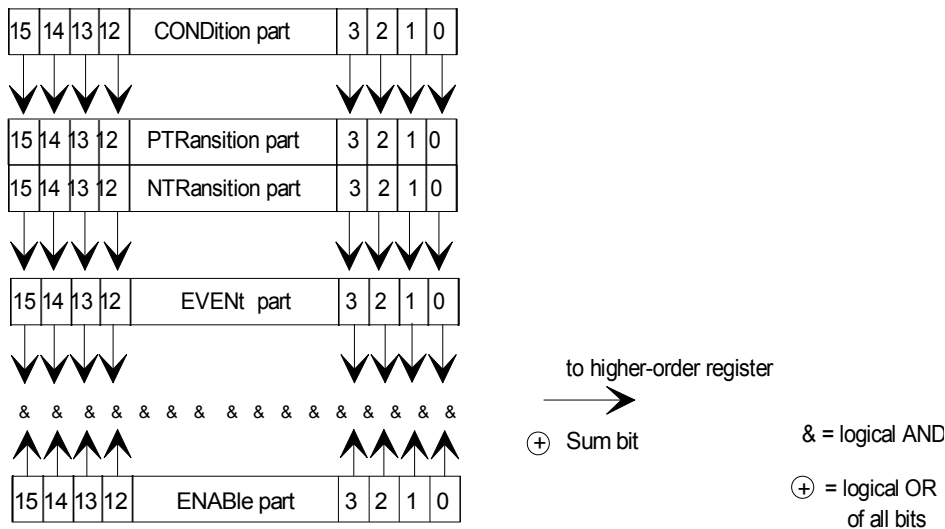 15 14 13 12 CONDition part 3 2 1 0
15 14 13 12 PTRansition part 3 2 1 0
15 14 13 12 NTRansition part 3 2 1 0
15 14 13 12 EVENt part 3 2 1 0
to higher-order register
& & & & & & & & & & & & & & & &
+ Sum bit
& = logical AND
15 14 13 12 ENABle part 3 2 1 0
+ = logical OR
of all bits